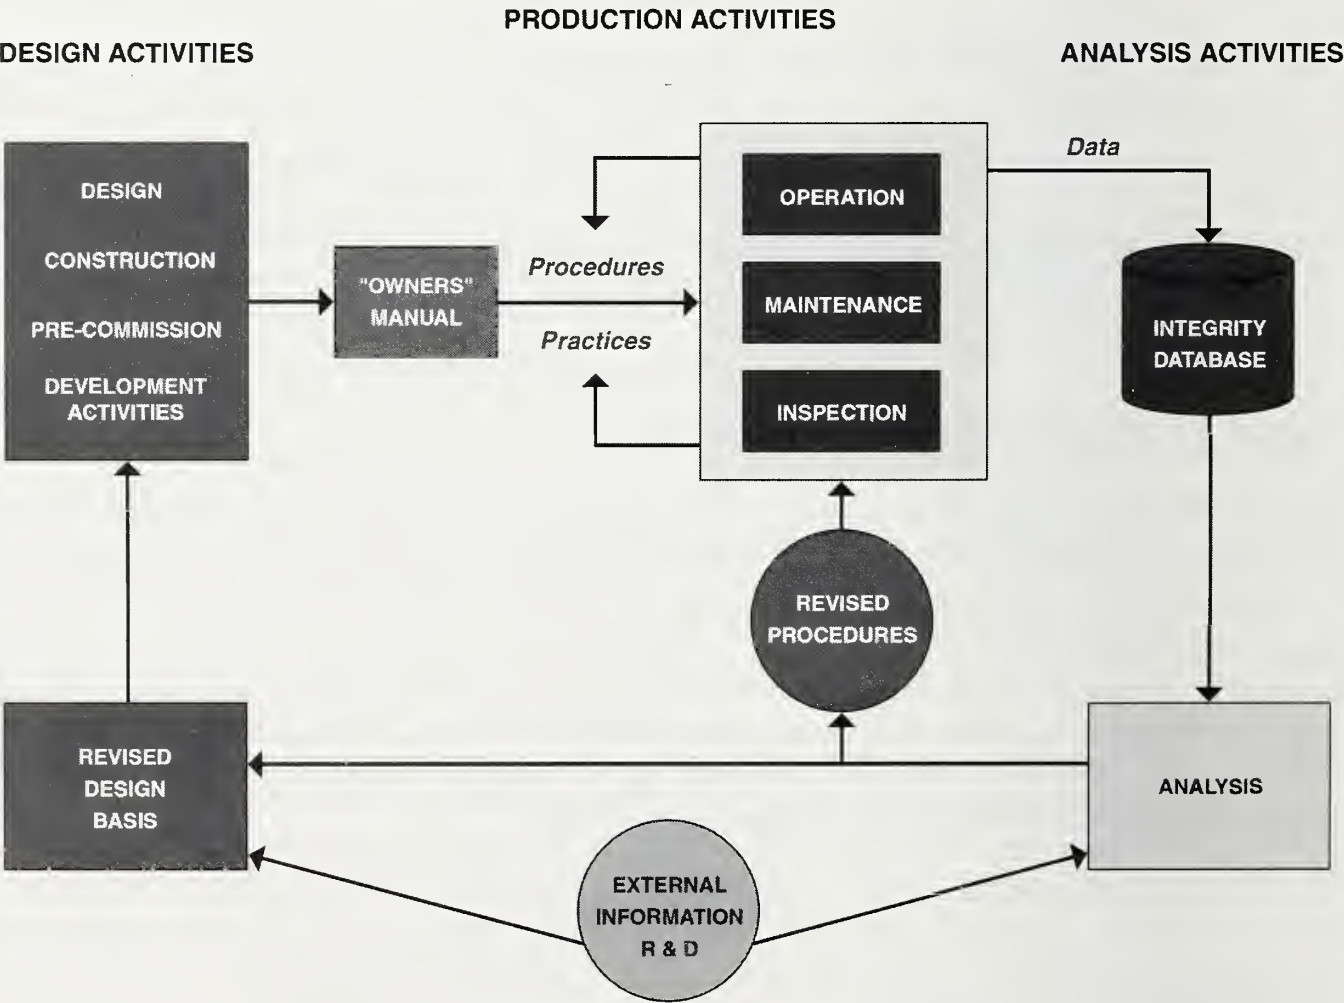 PRODUCTION ACTIVITIES
DESIGN ACTIVITIES
ANALYSIS ACTIVITIES
DESIGN
CONSTRUCTION
PRE-COMMISSION
DEVELOPMENT
ACTIVITIES
"OWNERS"
MANUAL
Procedures
Practices
OPERATION
MAINTENANCE
INSPECTION
Data
INTEGRITY
DATABASE
REVISED
PROCEDURES
REVISED
DESIGN
BASIS
ANALYSIS
EXTERNAL
INFORMATION
R & D